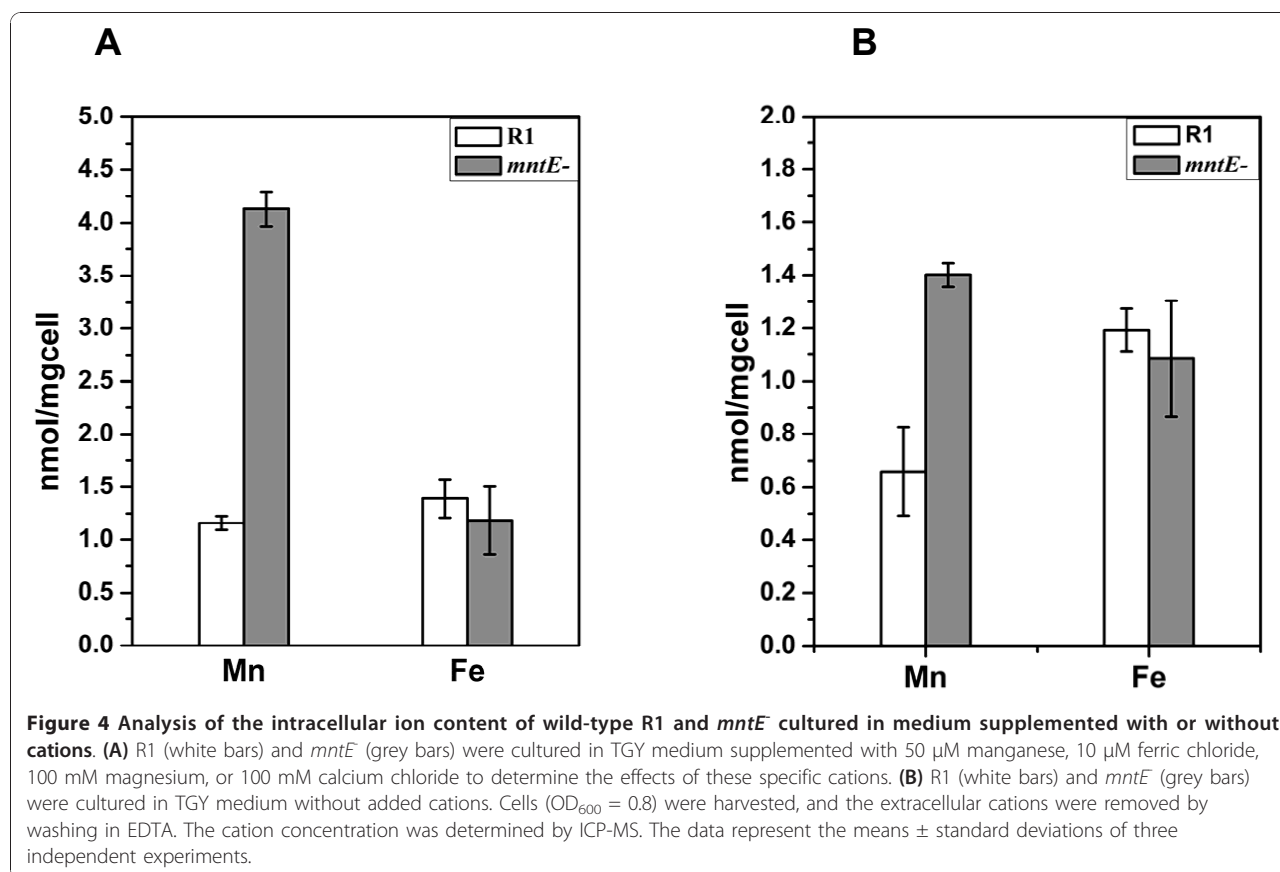 A
B
5.0
4.5
4.0
3.5
3.0
2.5
2.0
1.5
1.0
0.5
0.0
nmol/mgcell
R1
mntE-
Mn
Fe
2.0
1.8
1.6
1.4
1.2
1.0
0.8
0.6
0.4
0.2
0.0
nmol/mgcell
R1
mntE-
Mn
Fe
Figure 4 Analysis of the intracellular ion content of wild-type R1 and mntE⁻ cultured in medium supplemented with or without
cations. (A) R1 (white bars) and mntE⁻ (grey bars) were cultured in TGY medium supplemented with 50 μM manganese, 10 μM ferric chloride,
100 mM magnesium, or 100 mM calcium chloride to determine the effects of these specific cations. (B) R1 (white bars) and mntE⁻ (grey bars)
were cultured in TGY medium without added cations. Cells (OD₆₀₀ = 0.8) were harvested, and the extracellular cations were removed by
washing in EDTA. The cation concentration was determined by ICP-MS. The data represent the means ± standard deviations of three
independent experiments.